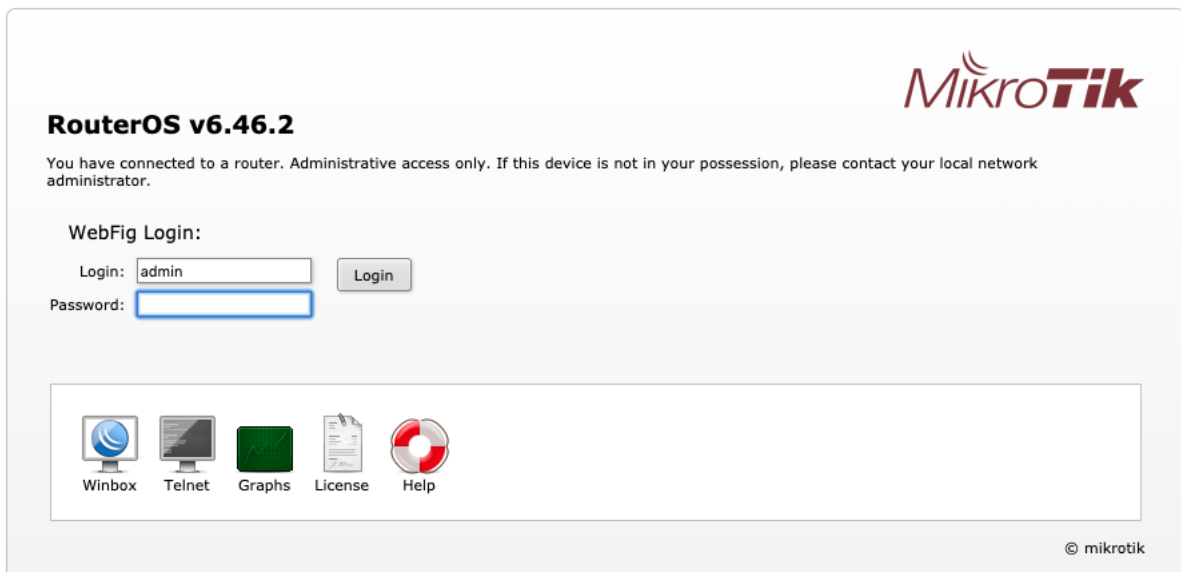 MikroTik
RouterOS v6.46.2
You have connected to a router. Administrative access only. If this device is not in your possession, please contact your local network
administrator.
WebFig Login:
Login: admin
Login
Password:
Winbox Telnet Graphs License Help
© mikrotik